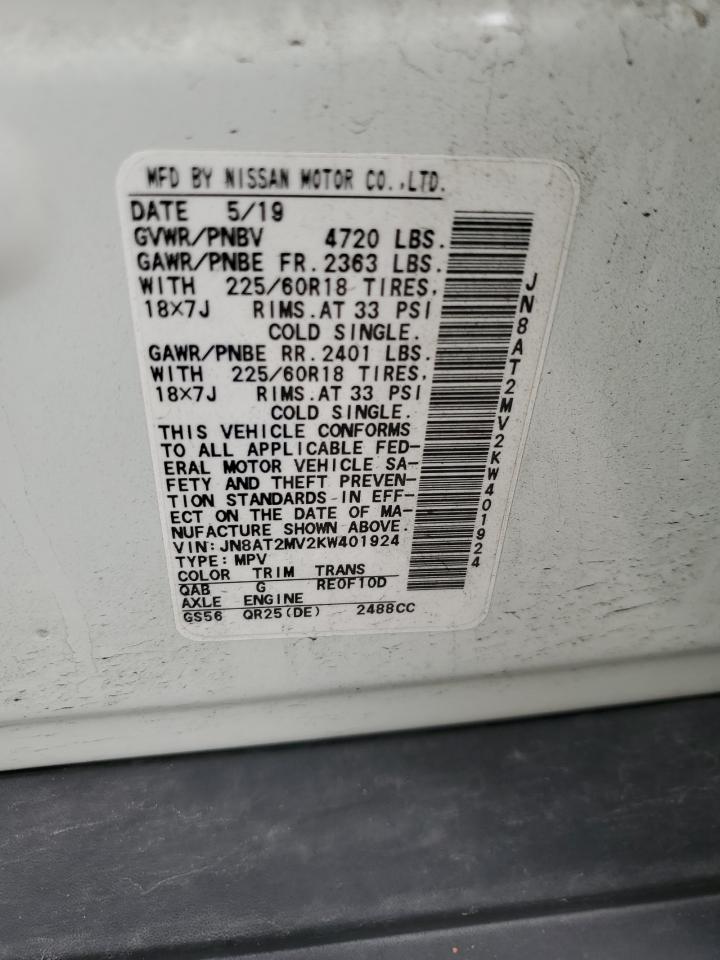 MFD BY NISSAN MOTOR CO.,LTD.
DATE 5/19
GVWR/PNBV 4720 LBS.
GAWR/PNBE FR.2363 LBS.
WITH 225/60R18 TIRES,
18×7J RIMS.AT 33 PSI
COLD SINGLE.
GAWR/PNBE RR.2401 LBS.
WITH 225/60R18 TIRES,
18×7J RIMS.AT 33 PSI
COLD SINGLE.
THIS VEHICLE CONFORMS
TO ALL APPLICABLE FED-
ERAL MOTOR VEHICLE SA-
FETY AND THEFT PREVEN-
TION STANDARDS IN EFF-
ECT ON THE DATE OF MA-
NUFACTURE SHOWN ABOVE.
VIN:JN8AT2MV2KW401924
TYPE:MPV
COLOR TRIM TRANS
QAB G RE0F10D
AXLE ENGINE
GS56 QR25(DE) 2488CC
JN8AT2MV2KW401924